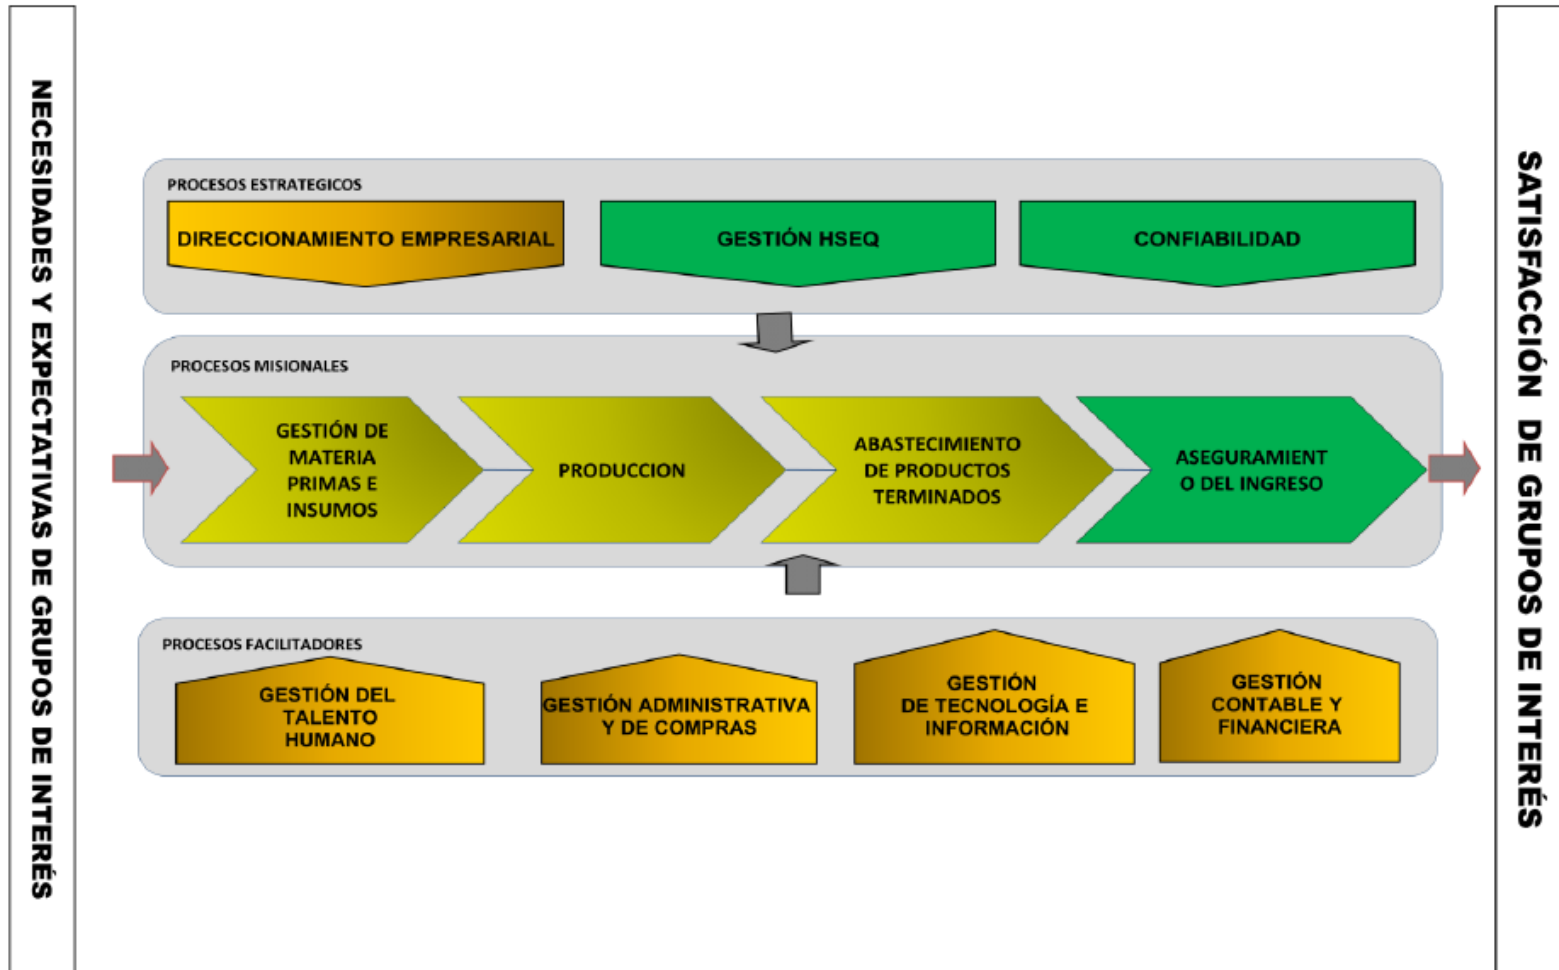 NECESIDADES Y EXPECTATIVAS DE GRUPOS DE INTERÉS
PROCESOS ESTRATEGICOS
DIRECCIONAMIENTO EMPRESARIAL
GESTIÓN HSEQ
CONFIABILIDAD
PROCESOS MISIONALES
GESTIÓN DE
MATERIA
PRIMAS E
INSUMOS
PRODUCCION
ABASTECIMIENTO
DE PRODUCTOS
TERMINADOS
ASEGURAMIENT
O DEL INGRESO
PROCESOS FACILITADORES
GESTIÓN DEL
TALENTO
HUMANO
GESTIÓN ADMINISTRATIVA
Y DE COMPRAS
GESTIÓN
DE TECNOLOGÍA E
INFORMACIÓN
GESTIÓN
CONTABLE Y
FINANCIERA
SATISFACCIÓN DE GRUPOS DE INTERÉS